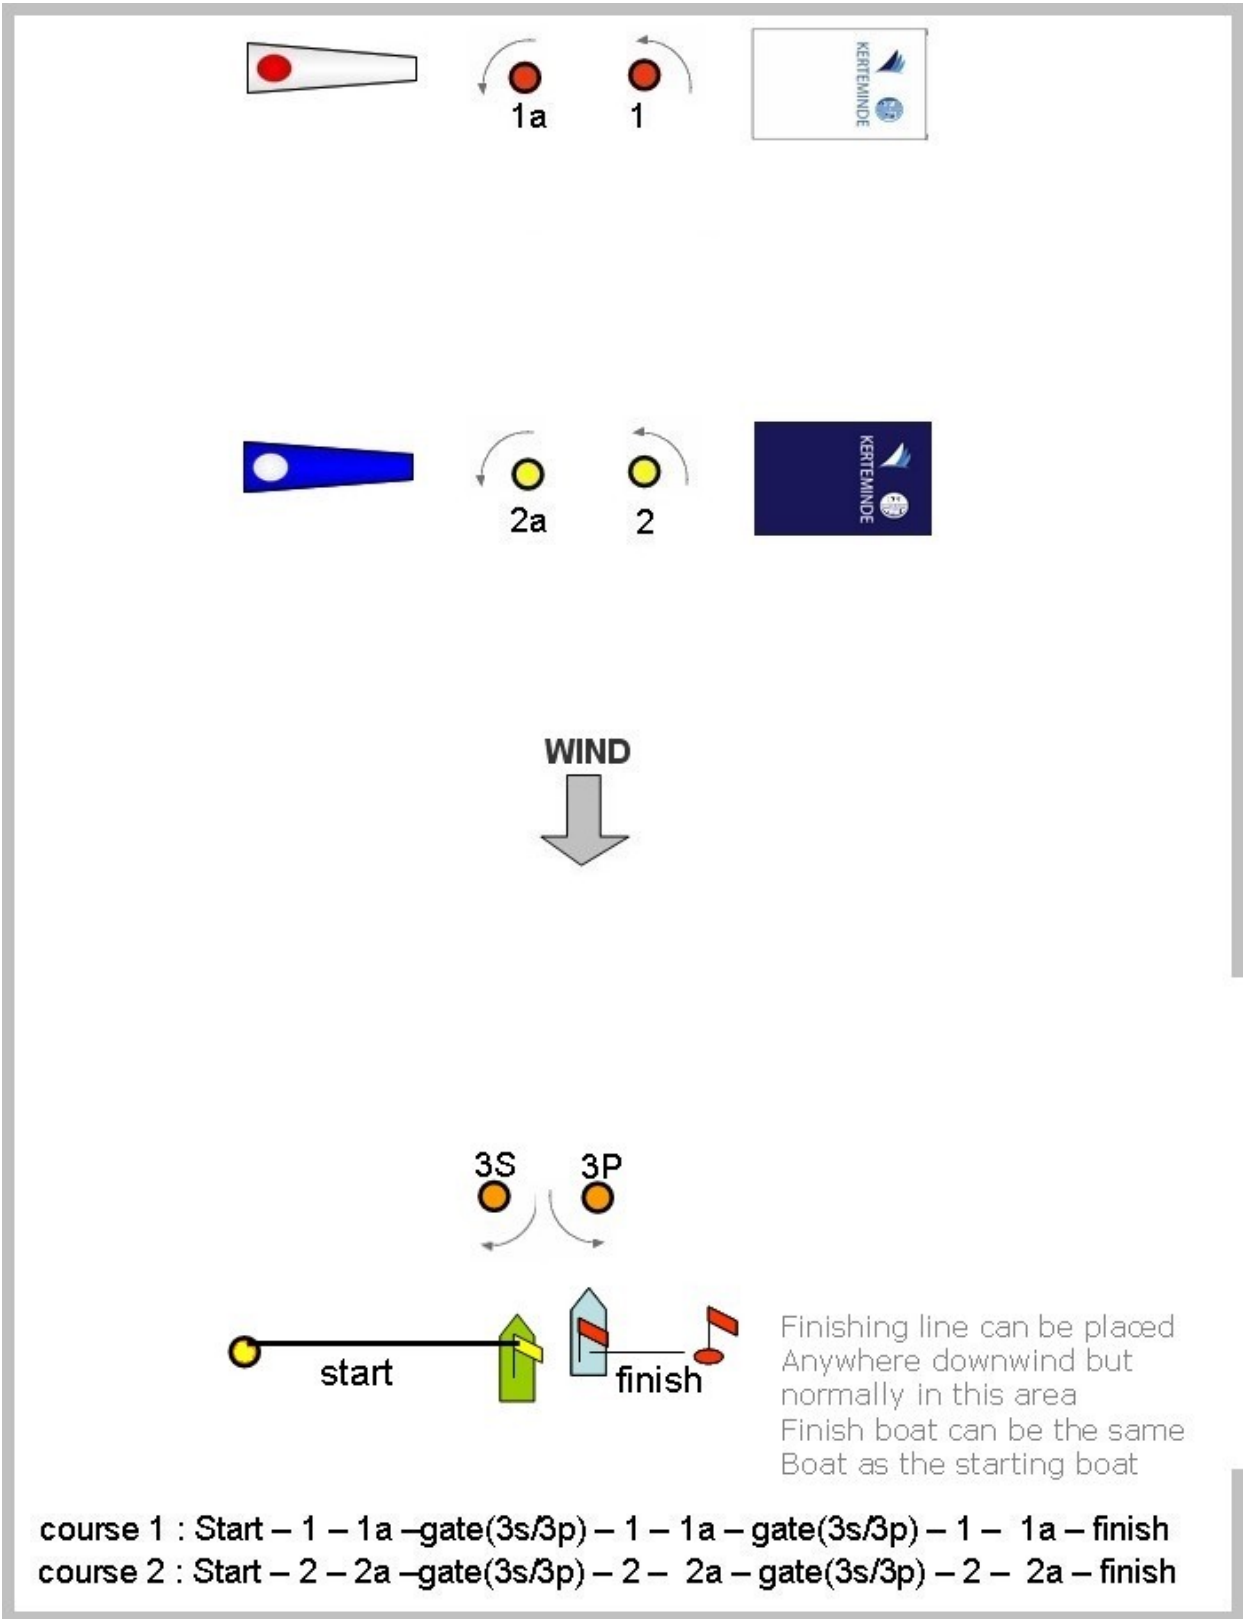 1a
1
KERTEMINDE
2a
2
KERTEMINDE
WIND
3S
3P
start
finish
Finishing line can be placed
Anywhere downwind but
normally in this area
Finish boat can be the same
Boat as the starting boat
course 1 : Start – 1 – 1a –gate(3s/3p) – 1 – 1a – gate(3s/3p) – 1 – 1a – finish
course 2 : Start – 2 – 2a –gate(3s/3p) – 2 – 2a – gate(3s/3p) – 2 – 2a – finish